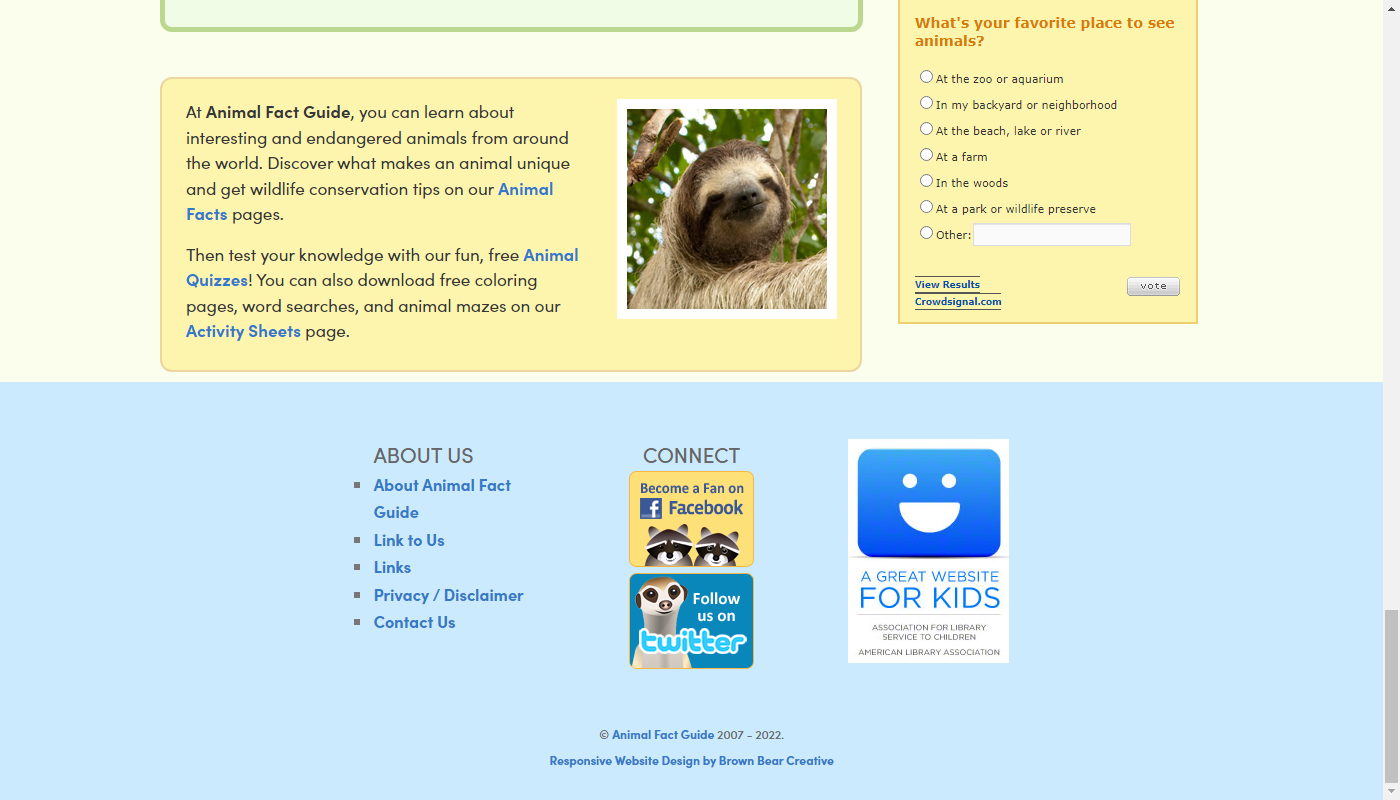 What's your favorite place to see
animals?
At the zoo or aquarium
In my backyard or neighborhood
At the beach, lake or river
At a farm
In the woods
At a park or wildlife preserve
Other:
View Results
vote
Crowdsignal.com
At Animal Fact Guide, you can learn about
interesting and endangered animals from around
the world. Discover what makes an animal unique
and get wildlife conservation tips on our Animal
Facts pages.
Then test your knowledge with our fun, free Animal
Quizzes! You can also download free coloring
pages, word searches, and animal mazes on our
Activity Sheets page.
ABOUT US
About Animal Fact
Guide
Link to Us
Links
Privacy / Disclaimer
Contact Us
CONNECT
Become a Fan on
f Facebook
Follow
us on
twitter
A GREAT WEBSITE
FOR KIDS
ASSOCIATION FOR LIBRARY
SERVICE TO CHILDREN
AMERICAN LIBRARY ASSOCIATION
© Animal Fact Guide 2007 – 2022.
Responsive Website Design by Brown Bear Creative